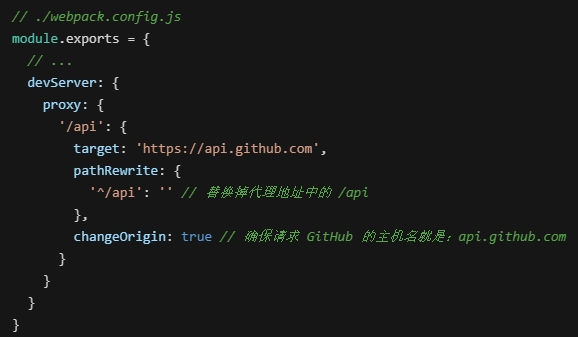 // ./webpack.config.js
module.exports = {
  // ...
  devServer: {
    proxy: {
      '/api': {
        target: 'https://api.github.com',
        pathRewrite: {
          '^/api': '' // 替换掉代理地址中的 /api
        },
        changeOrigin: true // 确保请求 GitHub 的主机名就是：api.github.com
      }
    }
  }
}